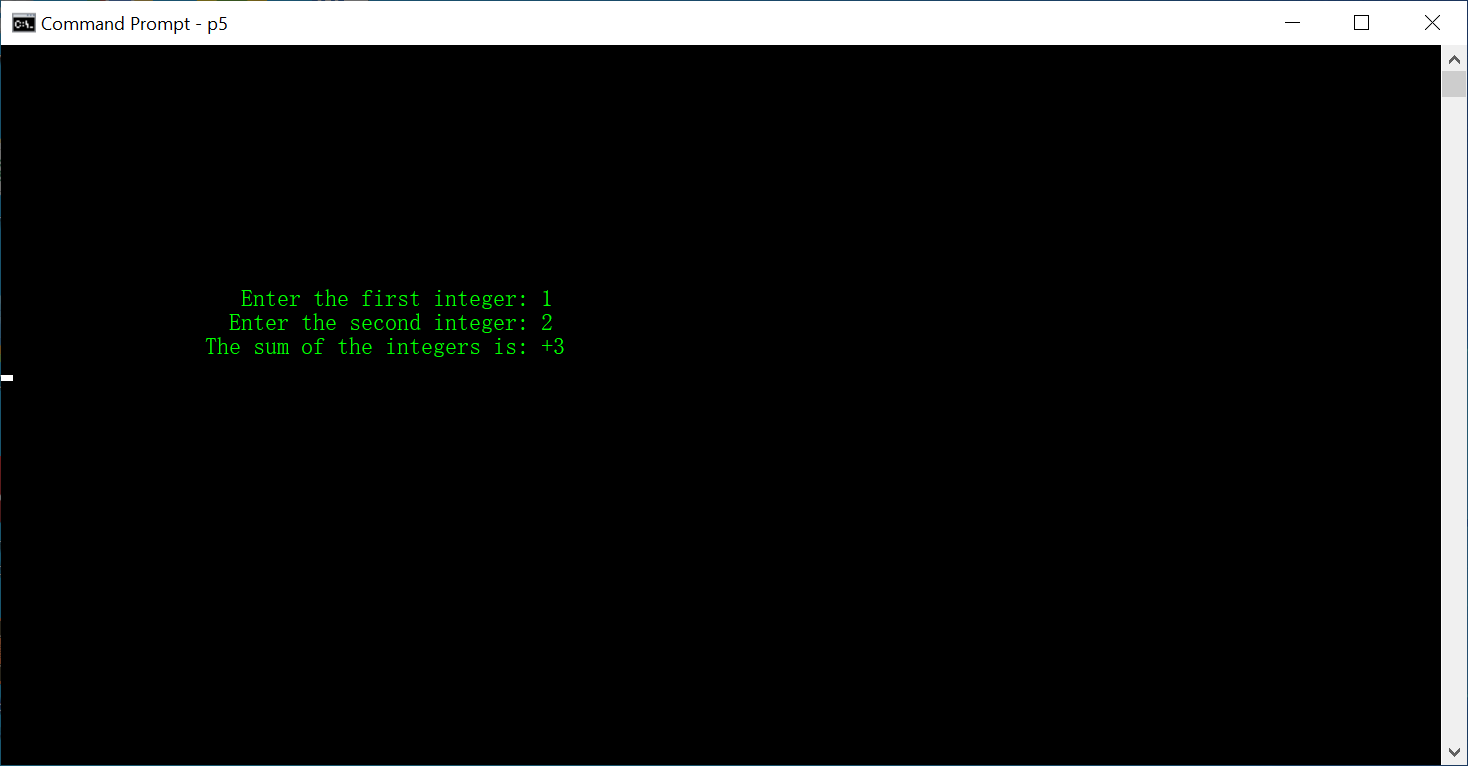 Command Prompt - p5
Enter the first integer: 1
Enter the second integer: 2
The sum of the integers is: +3